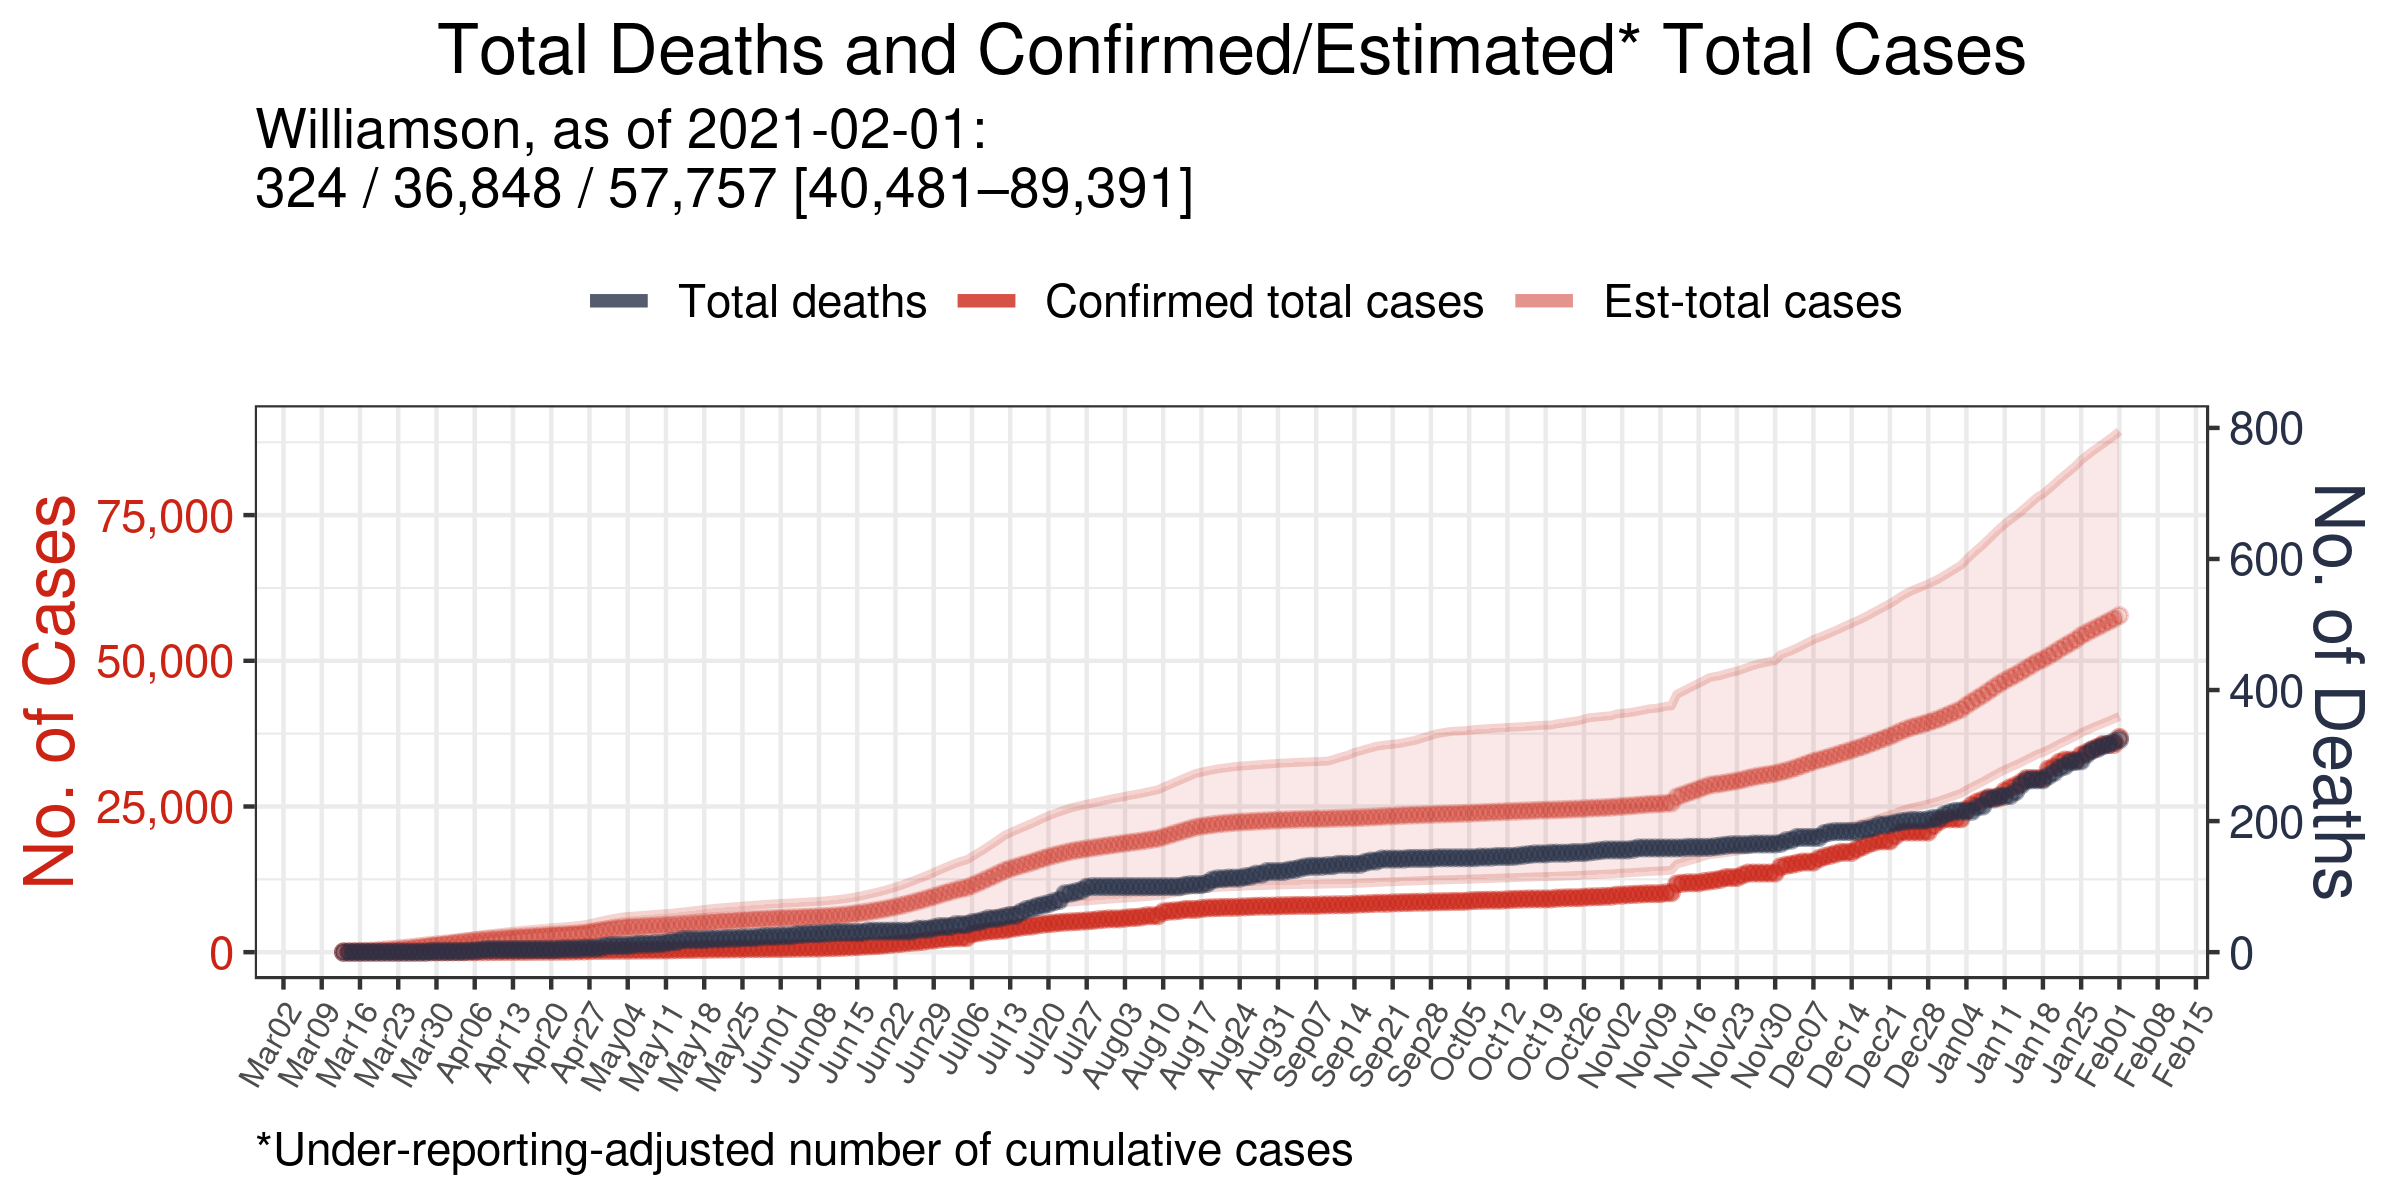 Total Deaths and Confirmed/Estimated* Total Cases
Williamson, as of 2021-02-01:
324 / 36,848 / 57,757 [40,481–89,391]
Total deaths
Confirmed total cases
Est-total cases
No. of Cases
75,000
50,000
25,000
0
800
600
400
200
0
No. of Deaths
Mar02
Mar09
Mar16
Mar23
Mar30
Apr06
Apr13
Apr20
Apr27
May04
May11
May18
May25
Jun01
Jun08
Jun15
Jun22
Jun29
Jul06
Jul13
Jul20
Jul27
Aug03
Aug10
Aug17
Aug24
Aug31
Sep07
Sep14
Sep21
Sep28
Oct05
Oct12
Oct19
Oct26
Nov02
Nov09
Nov16
Nov23
Nov30
Dec07
Dec14
Dec21
Dec28
Jan04
Jan11
Jan18
Jan25
Feb01
Feb08
Feb15
*Under-reporting-adjusted number of cumulative cases